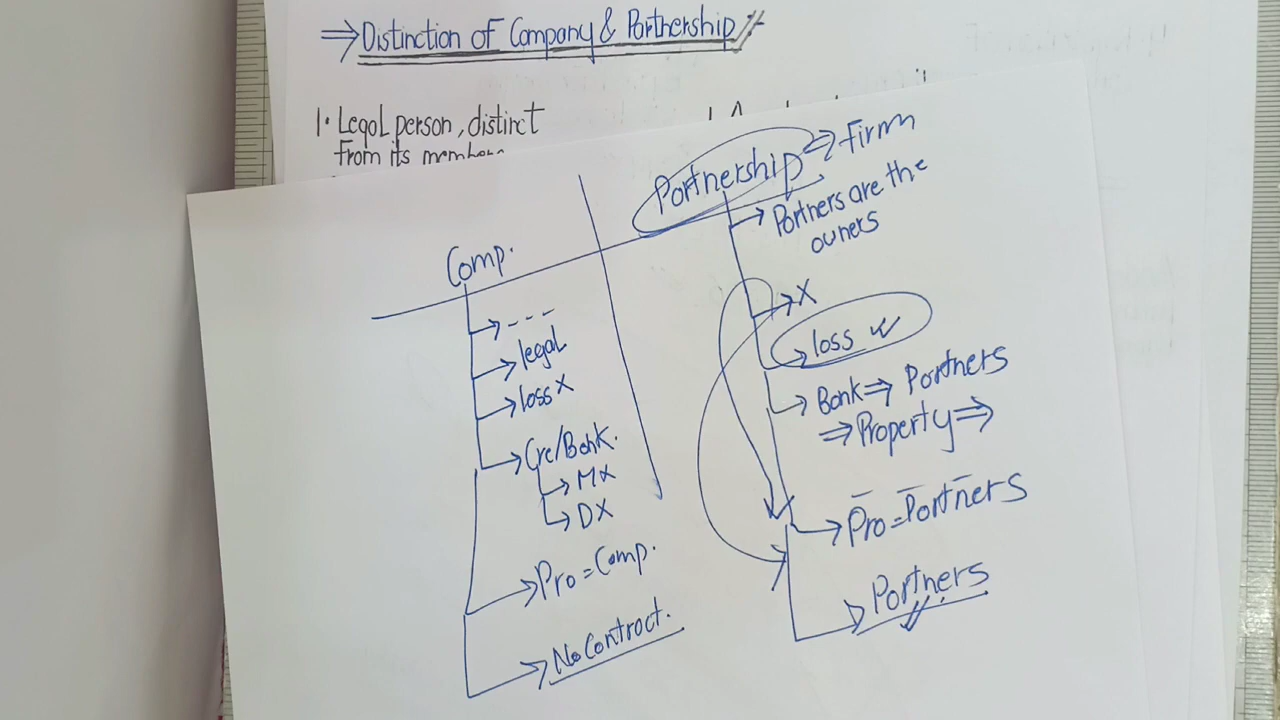 ⇒ Distinction of Company & Partnership
1. Legal person, distinct
from its members
Partnership ⇒ Firm
→ Partners are the
owners
→ X
→ loss ✓
→ Bank ⇒ Partners
⇒ Property ⇒
→ Pro = Partners
→ Partners
Comp.
→ - - -
→ legal
→ loss X
→ Cre/Bank.
→ MX
→ DX
→ Pro = Comp.
→ No Contract.